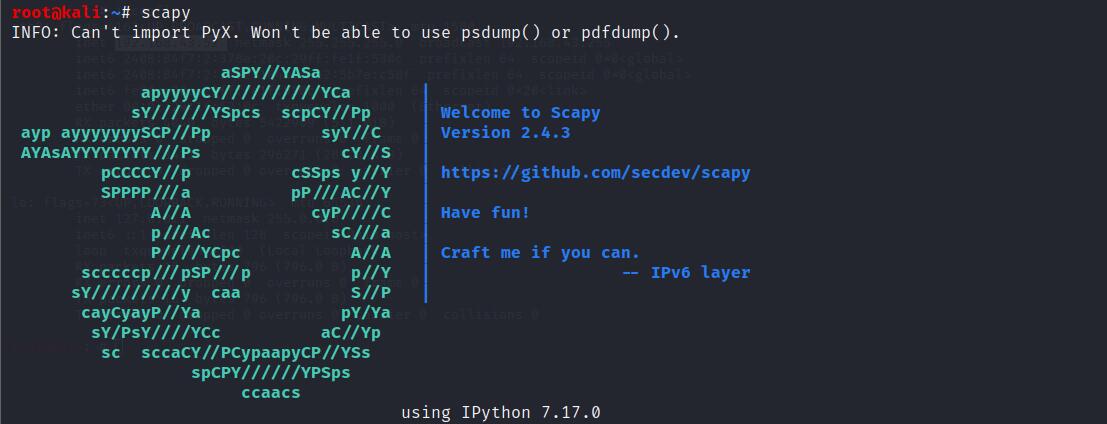 root@kali:~# scapy
INFO: Can't import PyX. Won't be able to use psdump() or pdfdump().
aSPY//YASa
apyyyyCY//////////YCa |
sY//////YSpcs scpCY//Pp | Welcome to Scapy
ayp ayyyyyyySCP//Pp syY//C | Version 2.4.3
AYAsAYYYYYYYY///Ps cY//S |
pCCCCY//p cSSps y//Y | https://github.com/secdev/scapy
SPPPP///a pP///AC//Y |
A//A cyP////C | Have fun!
p///Ac sC///a |
P////YCpc A//A | Craft me if you can.
scccccp///pSP///p p//Y | -- IPv6 layer
sY/////////y caa S//P |
cayCyayP//Ya pY/Ya
sY/PsY////YCc aC//Yp
sc sccaCY//PCypaapyCP//YSs
spCPY//////YPSps
ccaacs
using IPython 7.17.0